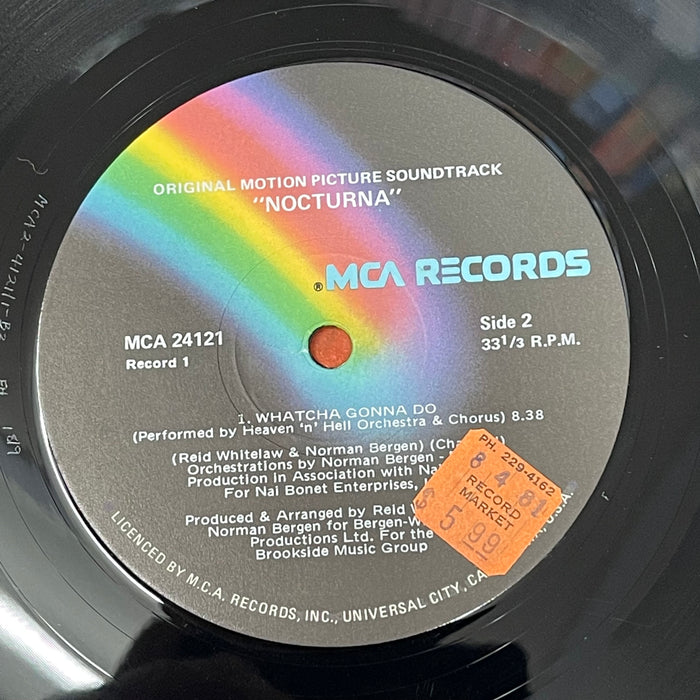 ORIGINAL MOTION PICTURE SOUNDTRACK
"NOCTURNA"
®MCA RECORDS
MCA 24121
Record 1
Side 2
33 1/3 R.P.M.
1. WHATCHA GONNA DO
(Performed by Heaven 'n' Hell Orchestra & Chorus) 8.38
(Reid Whitelaw & Norman Bergen)
Orchestrations by Norman Bergen -
Production in Association with
For Nai Bonet Enterprises,
Produced & Arranged by Reid
Norman Bergen for
Productions Ltd. For the
Brookside Music Group
LICENCED BY M.C.A. RECORDS, INC., UNIVERSAL CITY, U.S.A.
PH. 229-4162
8 4 81
RECORD
MARKET
$ 5.99